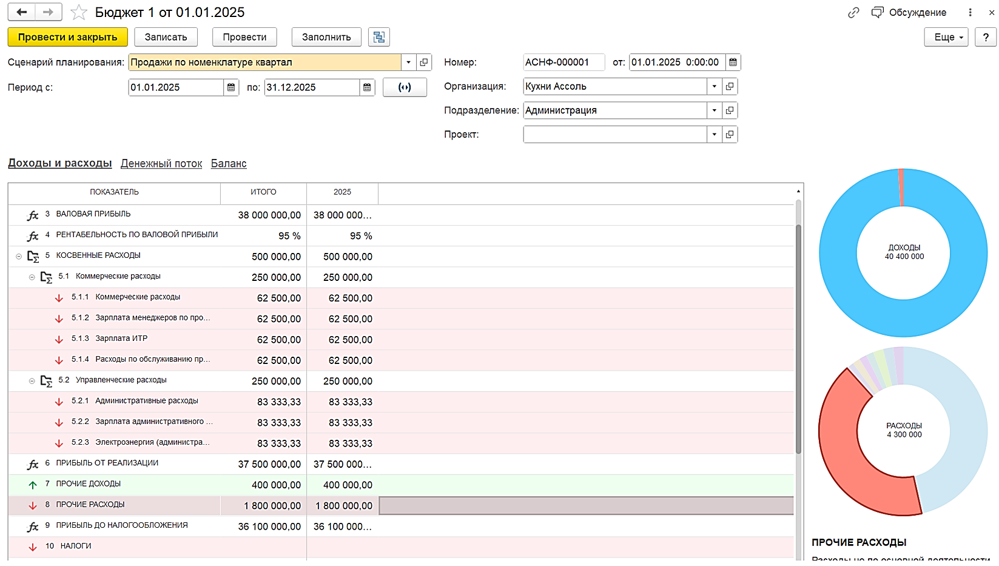 Бюджет 1 от 01.01.2025
Обсуждение
Провести и закрыть Записать Провести Заполнить Еще ?
Сценарий планирования: Продажи по номенклатуре квартал Номер: АСНФ-000001 от: 01.01.2025 0:00:00
Период с: 01.01.2025 по: 31.12.2025 Организация: Кухни Ассоль
Подразделение: Администрация
Проект:
Доходы и расходы Денежный поток Баланс
ПОКАЗАТЕЛЬ ИТОГО 2025
fx 3 ВАЛОВАЯ ПРИБЫЛЬ 38 000 000,00 38 000 000...
fx 4 РЕНТАБЕЛЬНОСТЬ ПО ВАЛОВОЙ ПРИБЫЛИ 95 % 95 %
5 КОСВЕННЫЕ РАСХОДЫ 500 000,00 500 000,00
5.1 Коммерческие расходы 250 000,00 250 000,00
5.1.1 Коммерческие расходы 62 500,00 62 500,00
5.1.2 Зарплата менеджеров по про... 62 500,00 62 500,00
5.1.3 Зарплата ИТР 62 500,00 62 500,00
5.1.4 Расходы по обслуживанию пр... 62 500,00 62 500,00
5.2 Управленческие расходы 250 000,00 250 000,00
5.2.1 Административные расходы 83 333,33 83 333,33
5.2.2 Зарплата административного ... 83 333,33 83 333,33
5.2.3 Электроэнергия (администра... 83 333,33 83 333,33
fx 6 ПРИБЫЛЬ ОТ РЕАЛИЗАЦИИ 37 500 000,00 37 500 000...
7 ПРОЧИЕ ДОХОДЫ 400 000,00 400 000,00
8 ПРОЧИЕ РАСХОДЫ 1 800 000,00 1 800 000,00
fx 9 ПРИБЫЛЬ ДО НАЛОГООБЛОЖЕНИЯ 36 100 000,00 36 100 000...
10 НАЛОГИ
ДОХОДЫ
40 400 000
РАСХОДЫ
4 300 000
ПРОЧИЕ РАСХОДЫ
Расходы не по основной деятельности